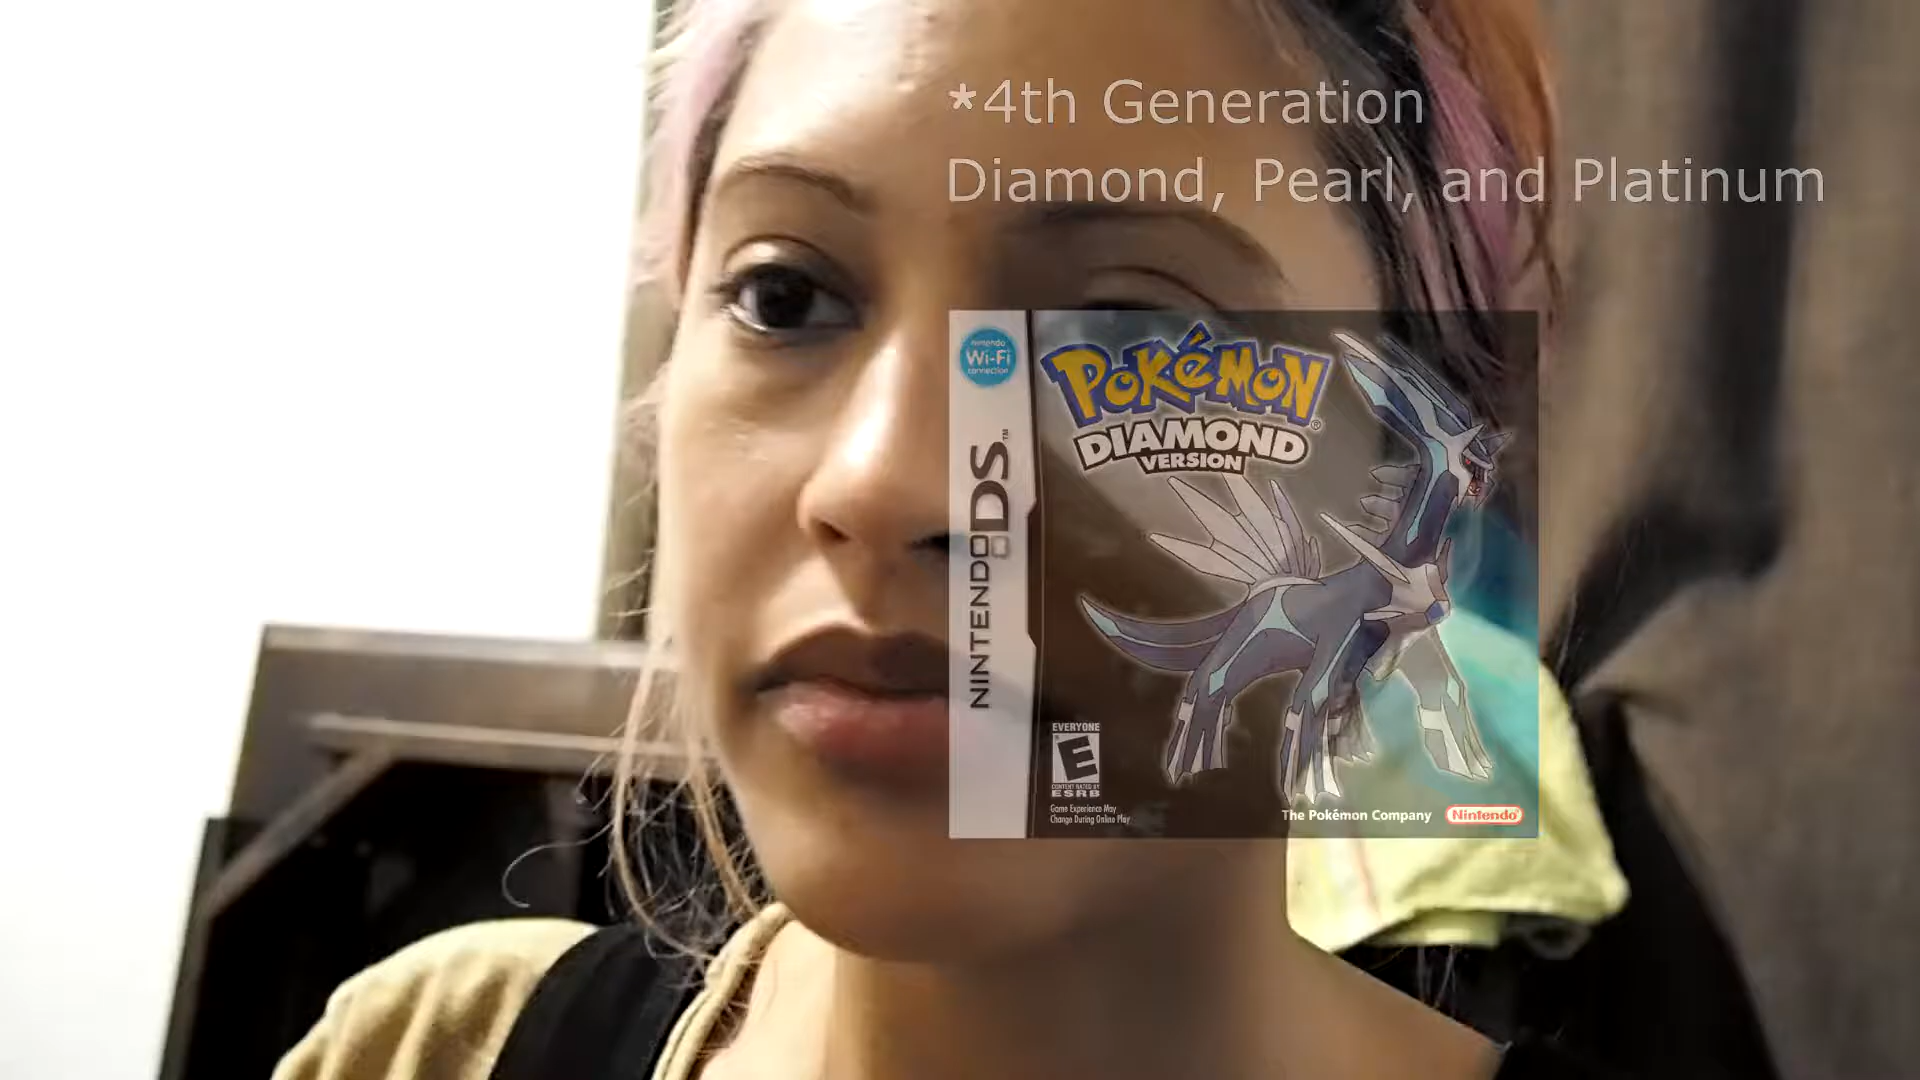 *4th Generation
Diamond, Pearl, and Platinum
nintendo
Wi-Fi
connection
NINTENDO DS™
POKéMON®
DIAMOND
VERSION
EVERYONE
E
CONTENT RATED BY
ESRB
Game Experience May
Change During Online Play
The Pokémon Company
Nintendo